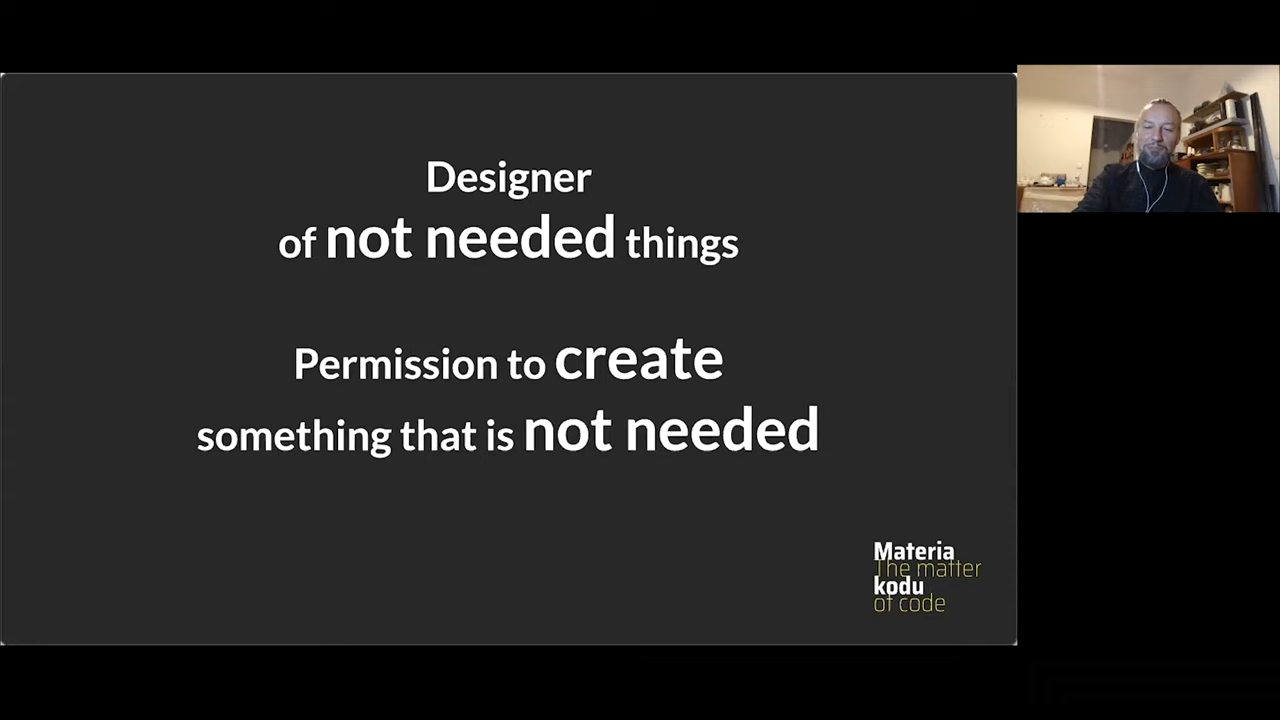 Designer
of not needed things
Permission to create
something that is not needed
Materia
The matter
kodu
of code